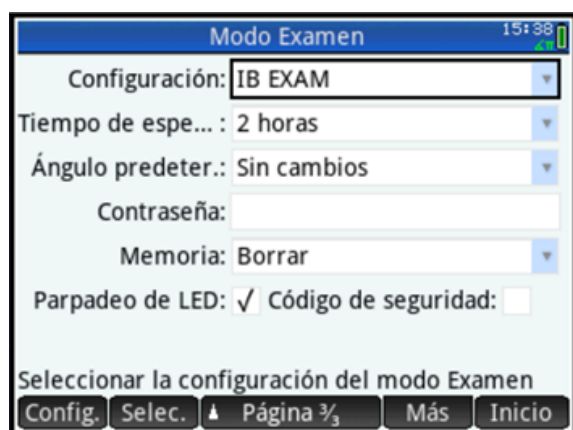 Modo Examen 15:38
∡π
Configuración: IB EXAM
Tiempo de espe... : 2 horas
Ángulo predeter.: Sin cambios
Contraseña:
Memoria: Borrar
Parpadeo de LED: √ Código de seguridad:
Seleccionar la configuración del modo Examen
Config. Selec. Página 3/3 Más Inicio